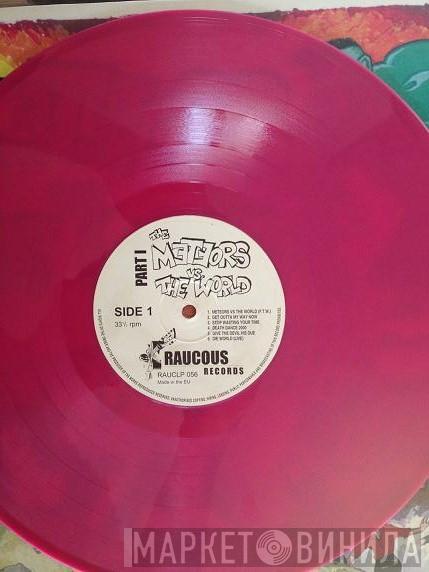 PART I
THE
METEORS
VS.
THE WORLD
SIDE 1
33⅓ rpm
1. METEORS VS THE WORLD (F.T.W.)
2. GET OUTTA MY WAY NOW
3. STOP WASTING YOUR TIME
4. DEATH DANCE 2000
5. GIVE THE DEVIL HIS DUE
6. DIE WORLD (LIVE)
RAUCOUS
RECORDS
RAUCLP 056
Made in the EU
МАРКЕТ ВИНИЛА